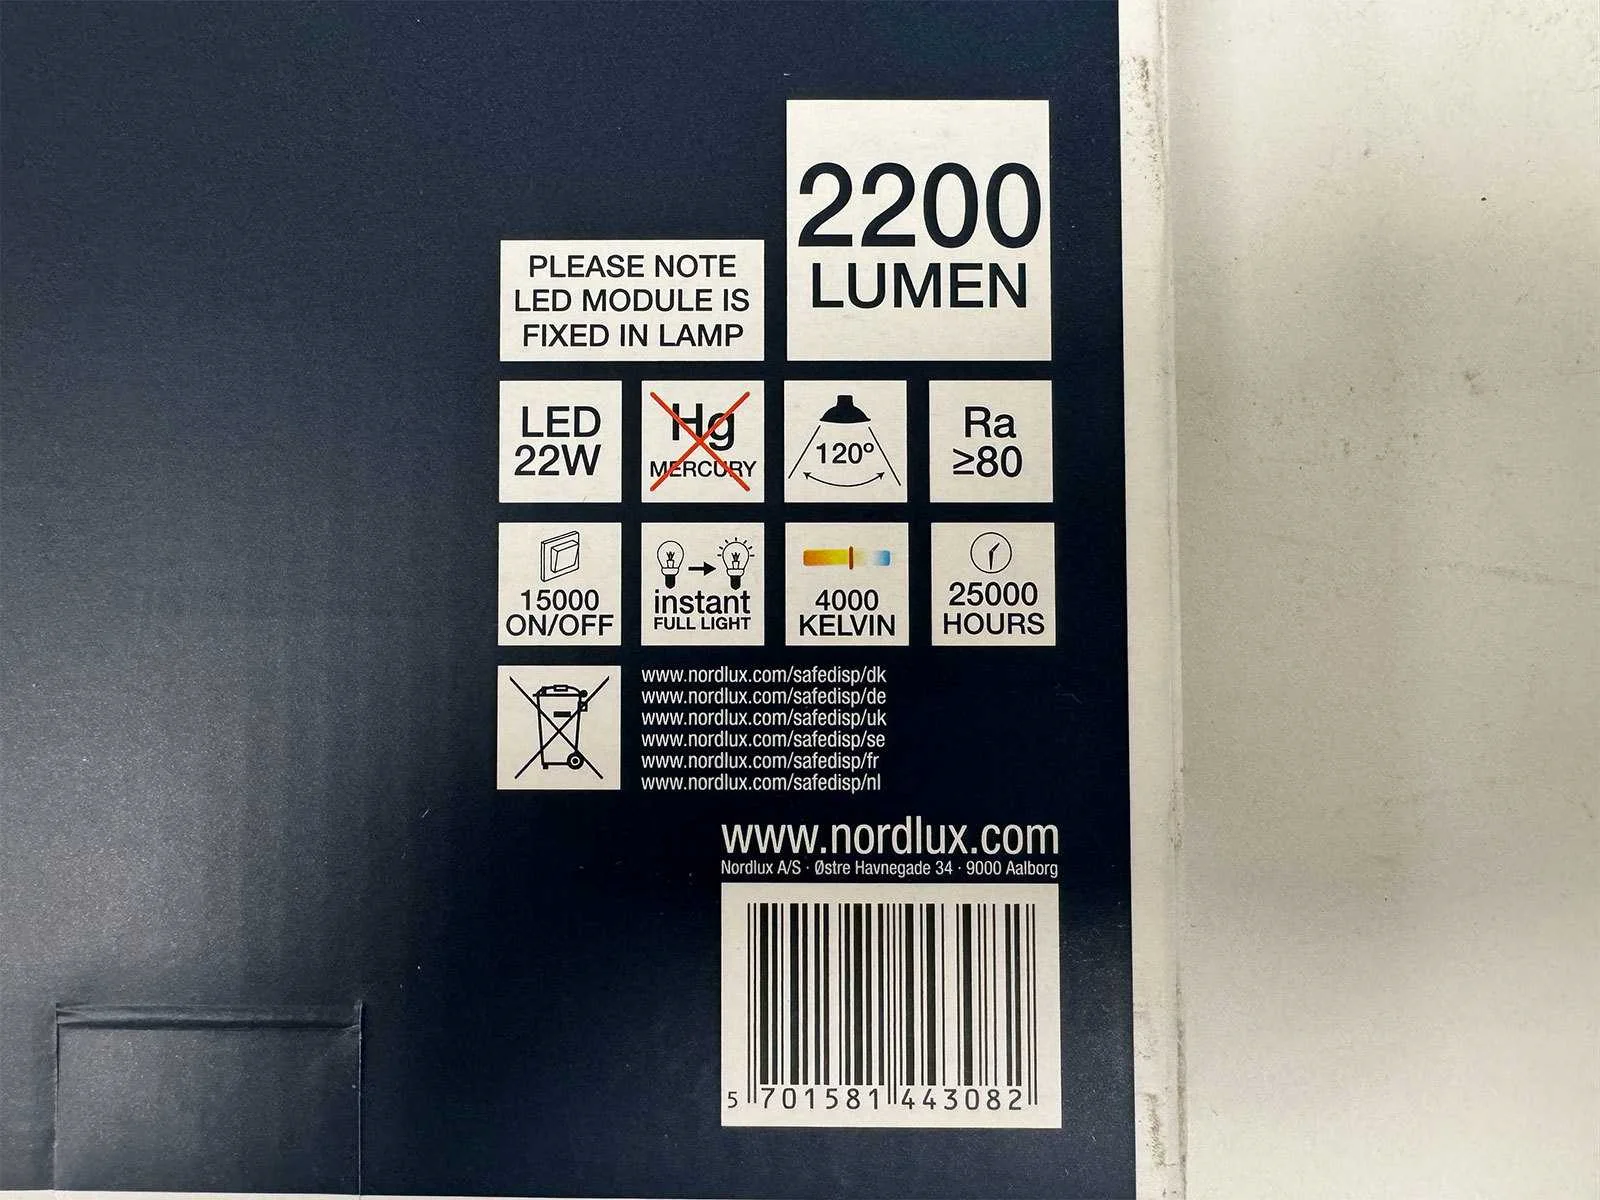 2200
LUMEN
PLEASE NOTE
LED MODULE IS
FIXED IN LAMP
LED
22W
Hg
MERCURY
120º
Ra
≥80
15000
ON/OFF
instant
FULL LIGHT
4000
KELVIN
25000
HOURS
www.nordlux.com/safedisp/dk
www.nordlux.com/safedisp/de
www.nordlux.com/safedisp/uk
www.nordlux.com/safedisp/se
www.nordlux.com/safedisp/fr
www.nordlux.com/safedisp/nl
www.nordlux.com
Nordlux A/S · Østre Havnegade 34 · 9000 Aalborg
5 701581 443082